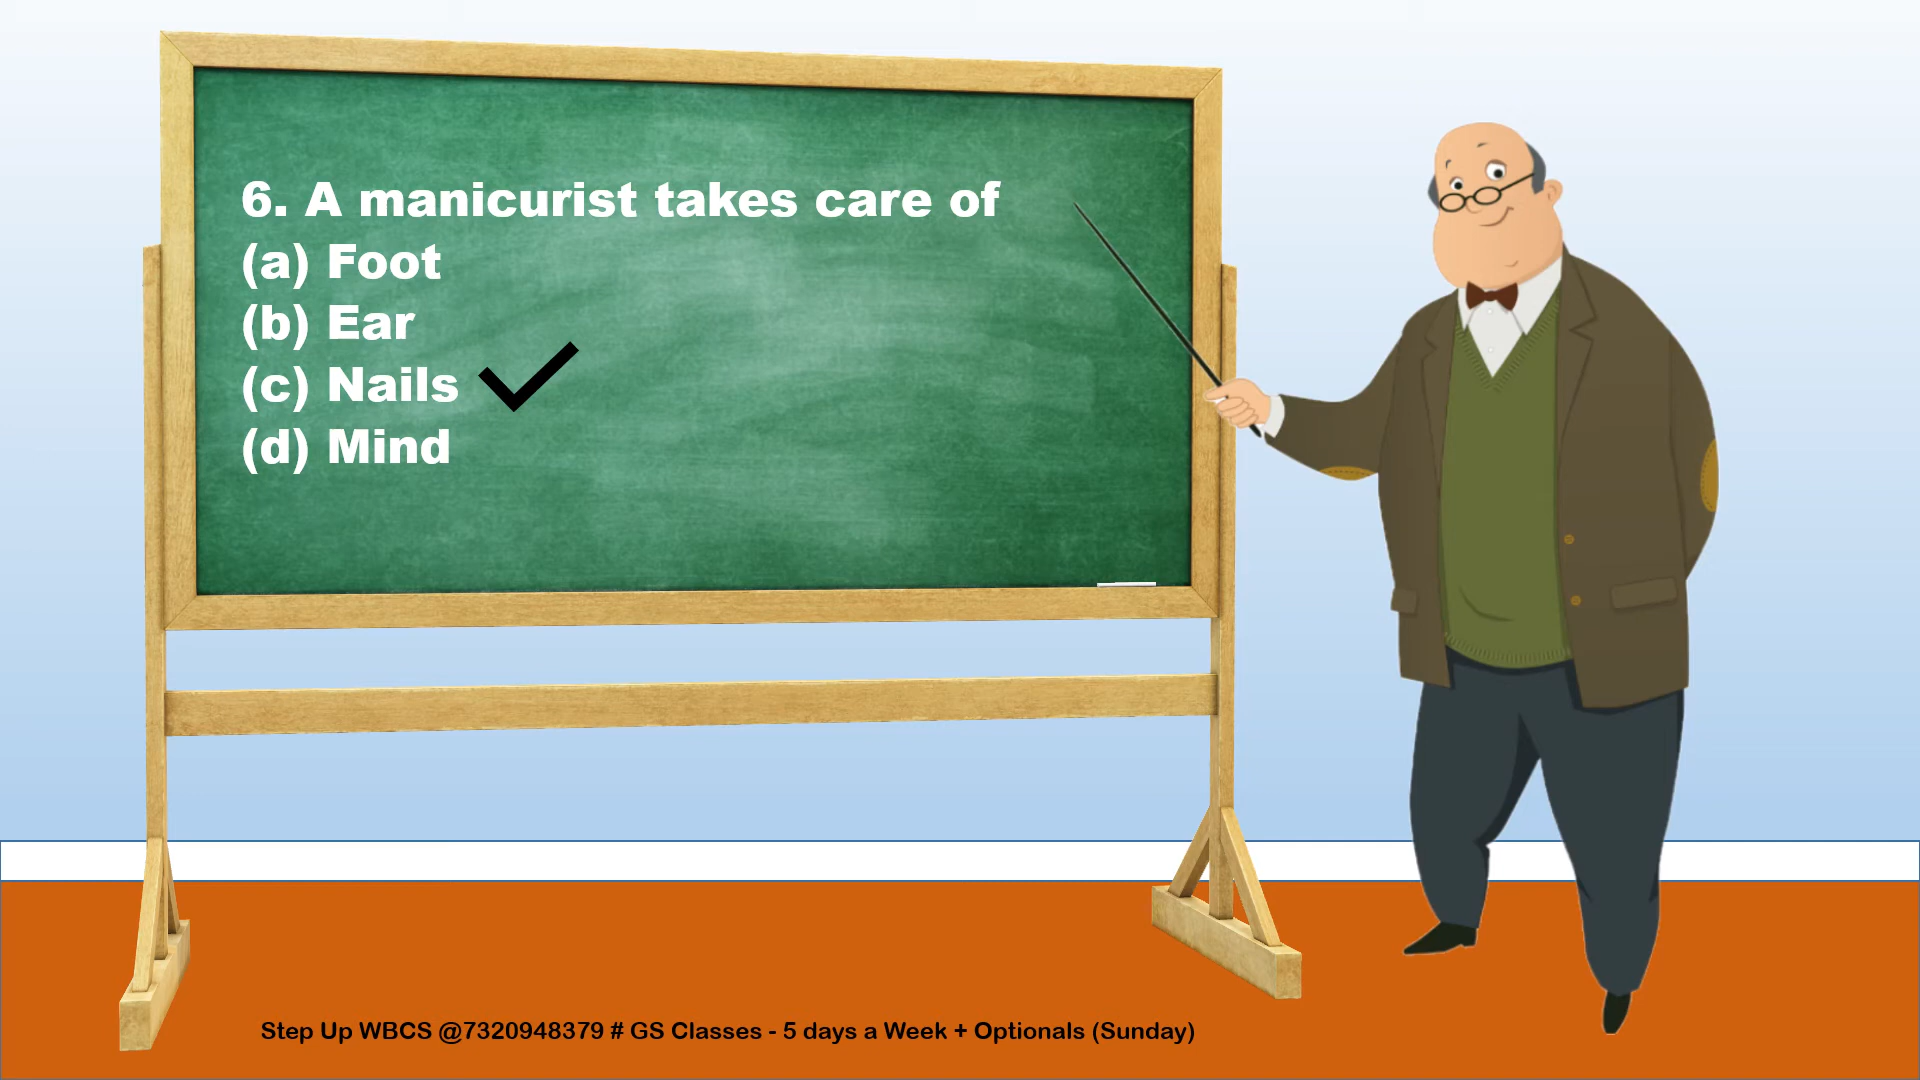 6. A manicurist takes care of
(a) Foot
(b) Ear
(c) Nails
(d) Mind
Step Up WBCS @7320948379 # GS Classes - 5 days a Week + Optionals (Sunday)